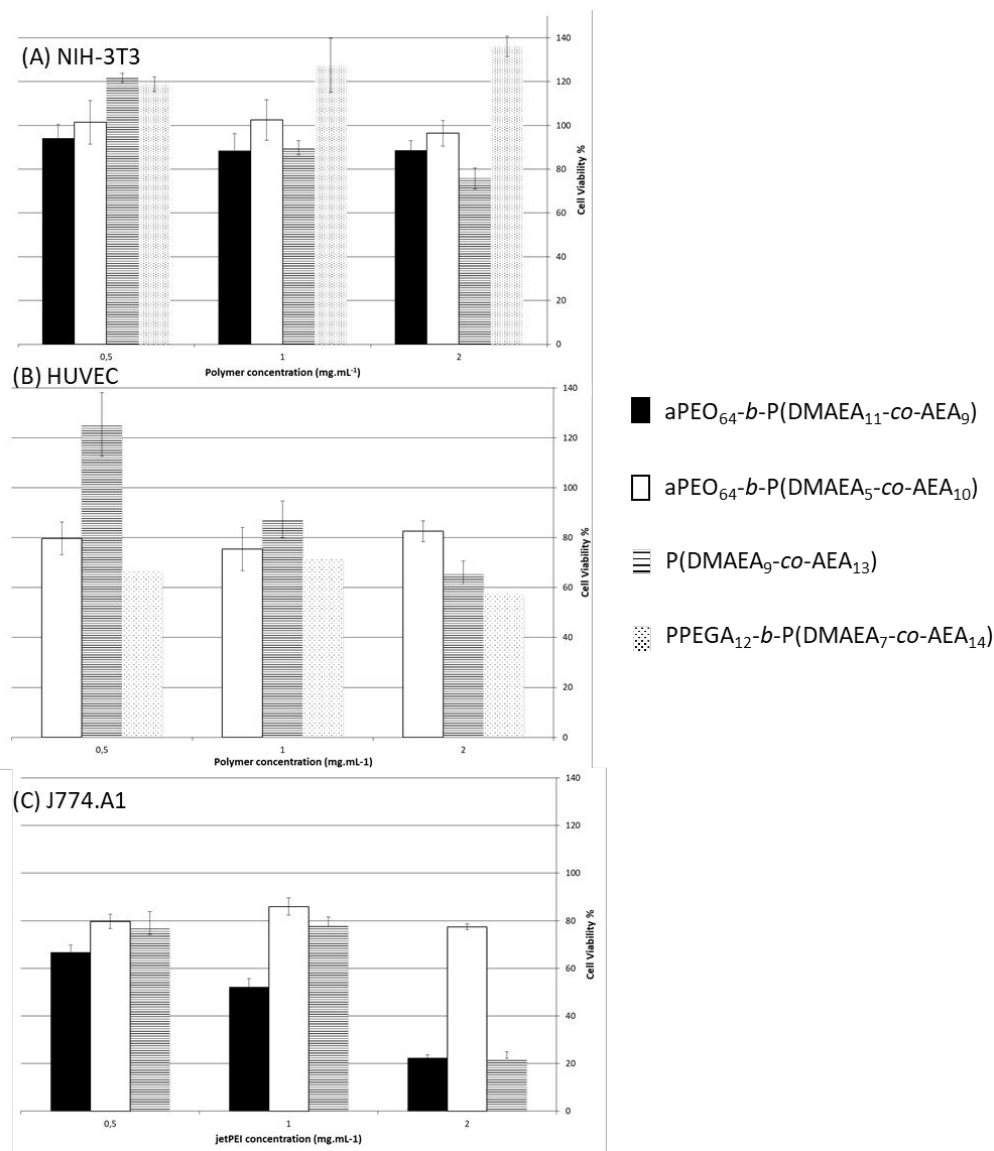 (A) NIH-3T3
140
120
100
80
60
40
20
0
Cell Viability %
0,5 1 2
Polymer concentration (mg.mL⁻¹)
(B) HUVEC
140
120
100
80
60
40
20
0
Cell Viability %
0,5 1 2
Polymer concentration (mg.mL-1)
(C) J774.A1
140
120
100
80
60
40
20
0
Cell Viability %
0,5 1 2
jetPEI concentration (mg.mL-1)
aPEO₆₄-b-P(DMAEA₁₁-co-AEA₉)
aPEO₆₄-b-P(DMAEA₅-co-AEA₁₀)
P(DMAEA₉-co-AEA₁₃)
PPEGA₁₂-b-P(DMAEA₇-co-AEA₁₄)